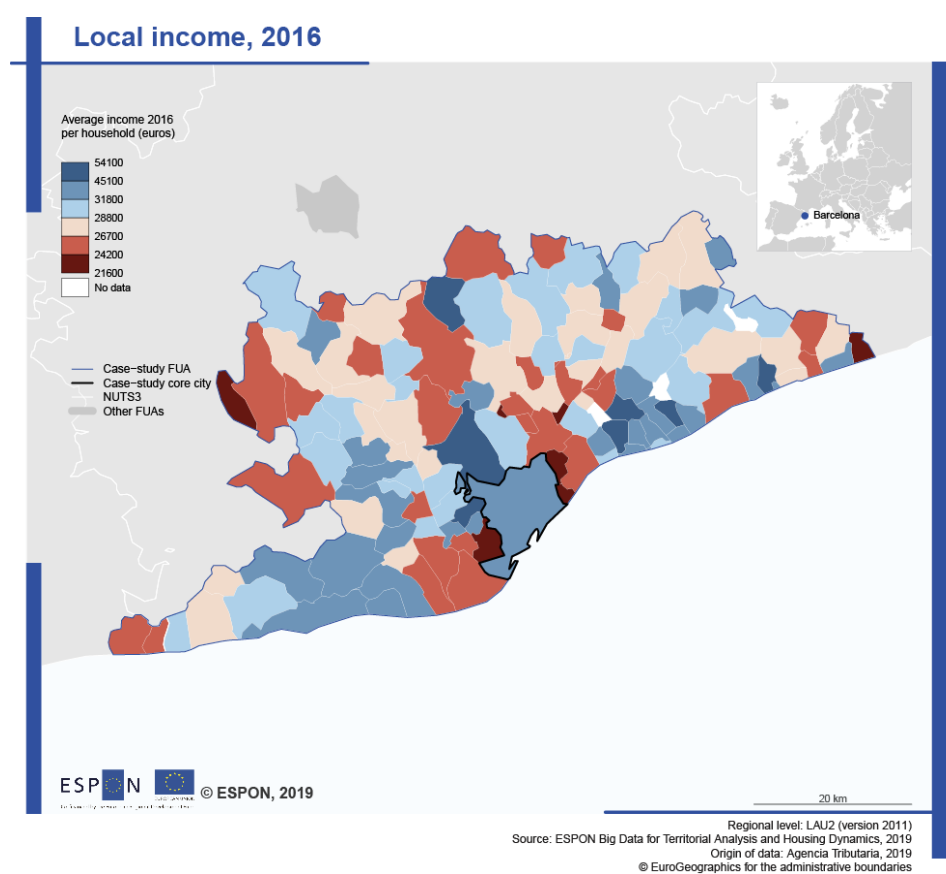 Local income, 2016
Average income 2016
per household (euros)
54100
45100
31800
28800
26700
24200
21600
No data
Barcelona
Case−study FUA
Case−study core city
NUTS3
Other FUAs
ESPON
© ESPON, 2019
20 km
Regional level: LAU2 (version 2011)
Source: ESPON Big Data for Territorial Analysis and Housing Dynamics, 2019
Origin of data: Agencia Tributaria, 2019
© EuroGeographics for the administrative boundaries